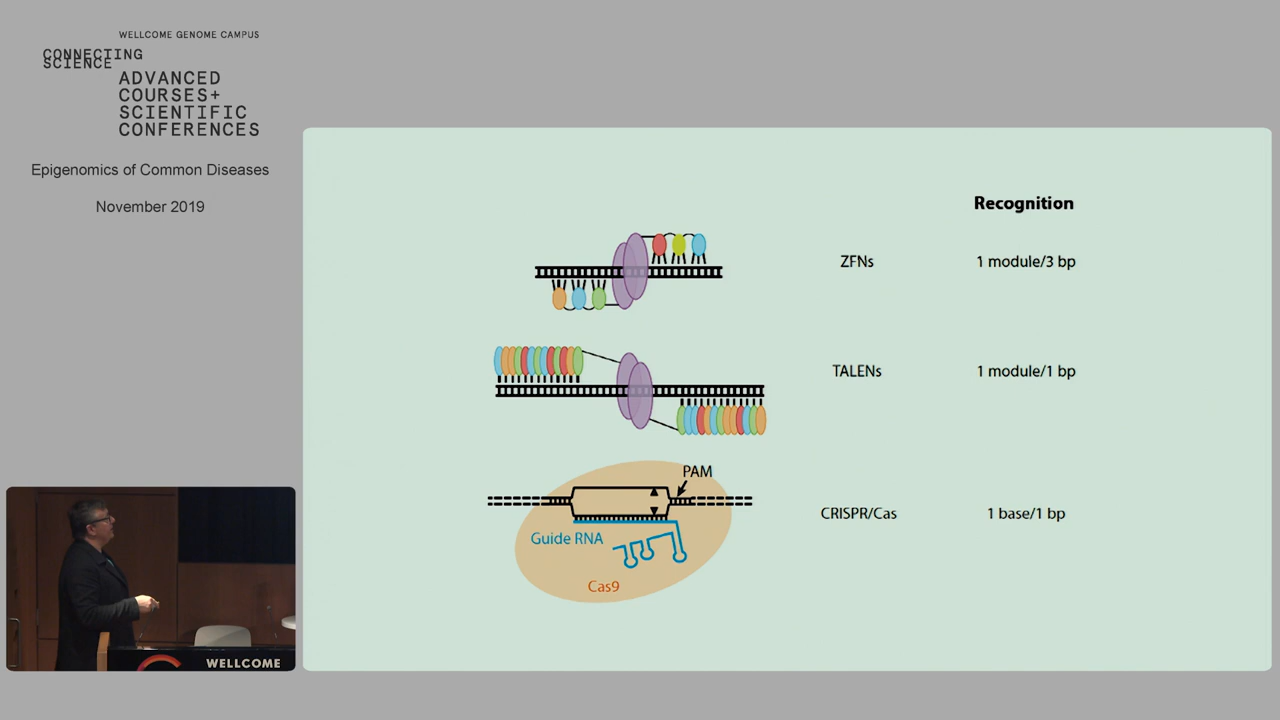 WELLCOME GENOME CAMPUS
CONNECTING
SCIENCE
ADVANCED
COURSES+
SCIENTIFIC
CONFERENCES
Epigenomics of Common Diseases
November 2019
Recognition
ZFNs 1 module/3 bp
TALENs 1 module/1 bp
PAM
Guide RNA
Cas9
CRISPR/Cas 1 base/1 bp
WELLCOME